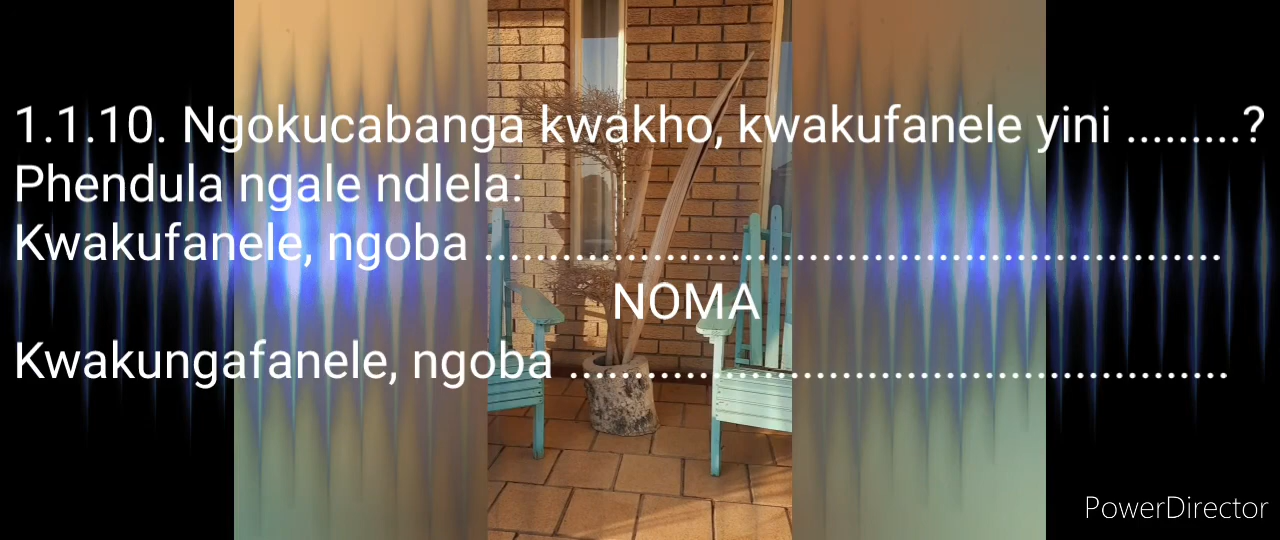 1.1.10. Ngokucabanga kwakho, kwakufanele yini .........?
Phendula ngale ndlela:
Kwakufanele, ngoba .........................................................
NOMA
Kwakungafanele, ngoba ...................................................
PowerDirector